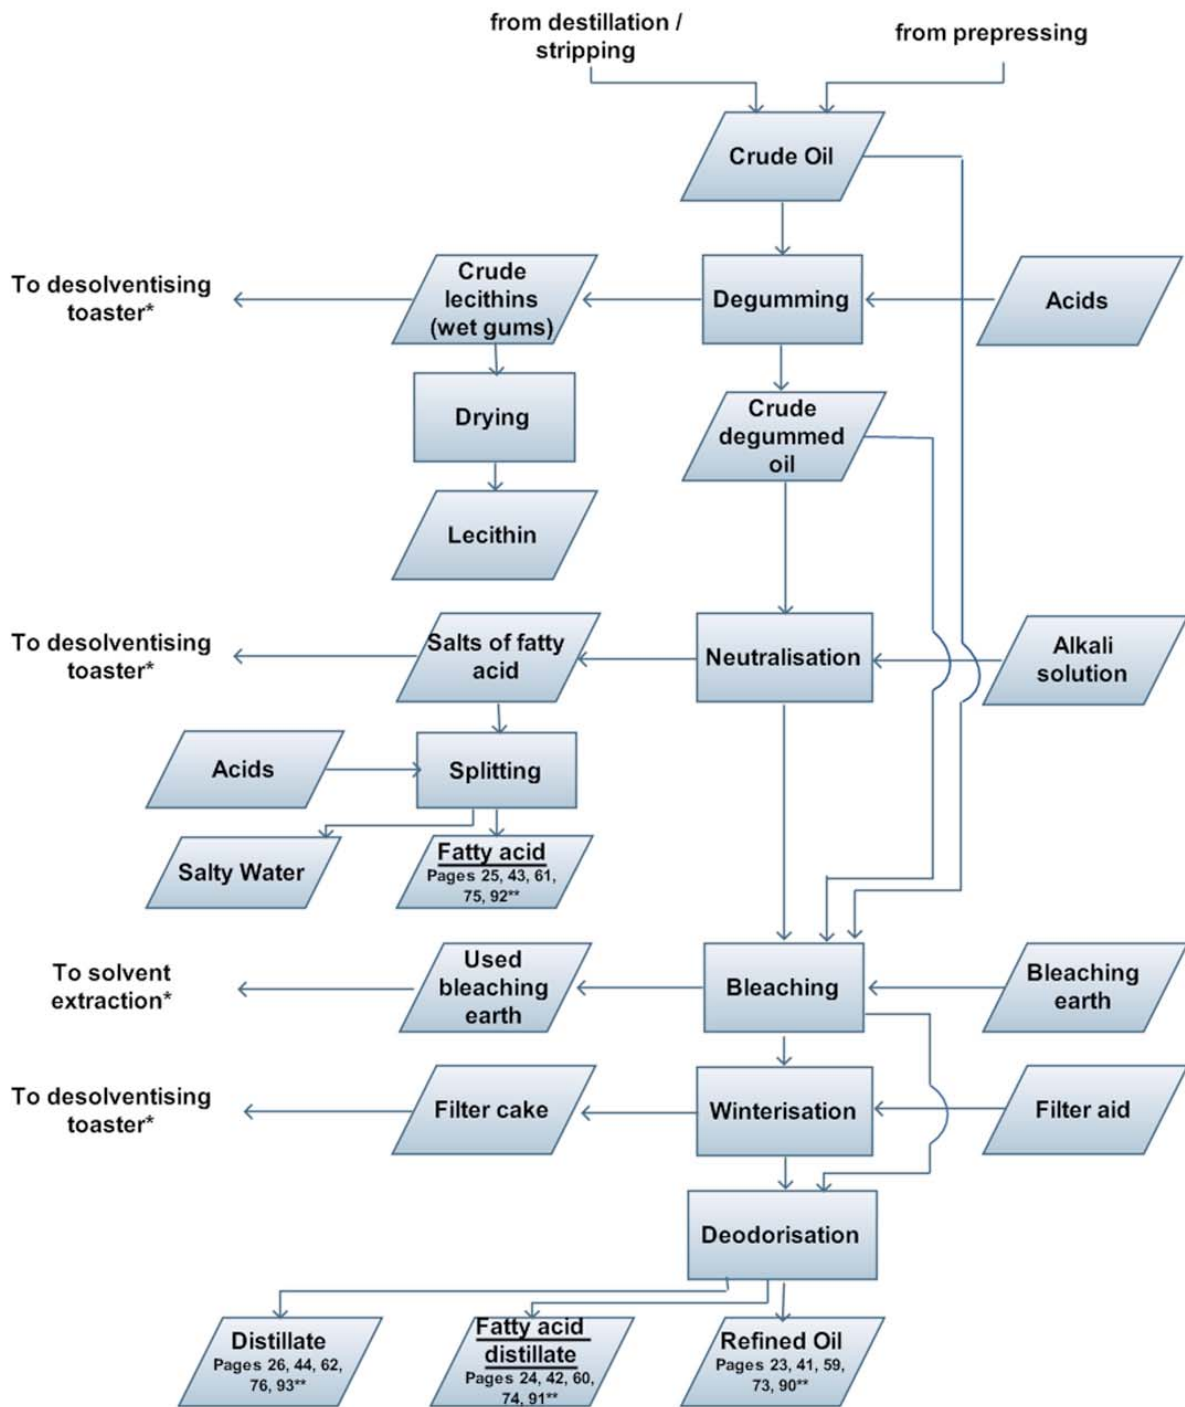 from destillation /
stripping
from prepressing
Crude Oil
To desolventising
toaster*
Crude
lecithins
(wet gums)
Degumming
Acids
Drying
Crude
degummed
oil
Lecithin
To desolventising
toaster*
Salts of fatty
acid
Neutralisation
Alkali
solution
Acids
Splitting
Salty Water
Fatty acid
Pages 25, 43, 61,
75, 92**
To solvent
extraction*
Used
bleaching
earth
Bleaching
Bleaching
earth
To desolventising
toaster*
Filter cake
Winterisation
Filter aid
Deodorisation
Distillate
Pages 26, 44, 62,
76, 93**
Fatty acid
distillate
Pages 24, 42, 60,
74, 91**
Refined Oil
Pages 23, 41, 59,
73, 90**